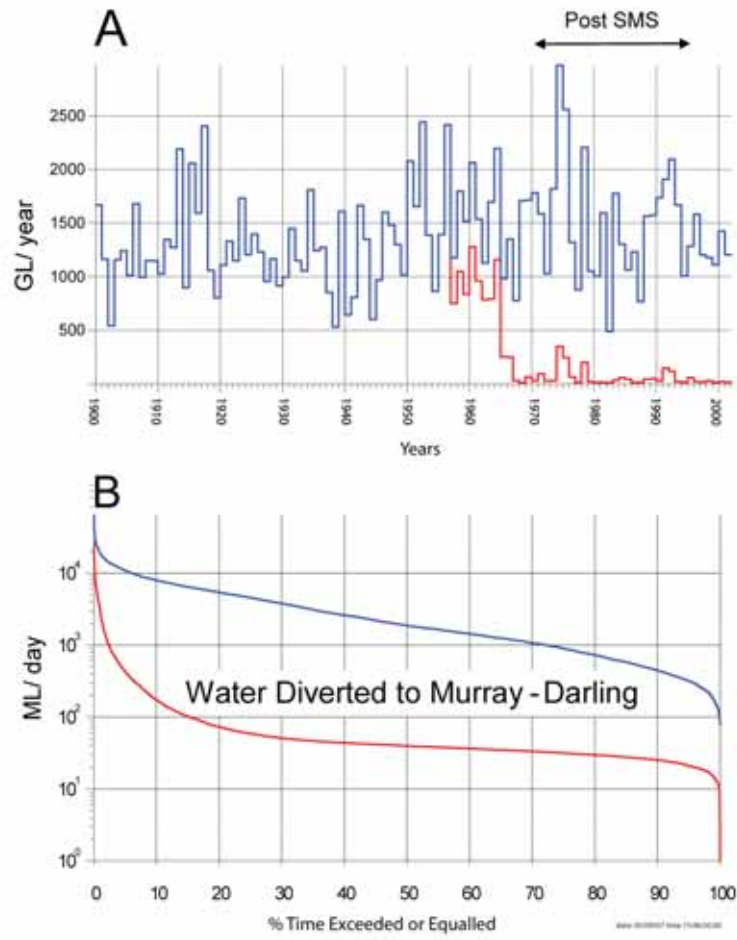 A
Post SMS
2500
2000
1500
1000
500
GL/ year
1900
1910
1920
1930
1940
1950
1960
1970
1980
1990
2000
Years
B
10⁴
10³
10²
10¹
10⁰
ML/ day
Water Diverted to Murray - Darling
0 10 20 30 40 50 60 70 80 90 100
% Time Exceeded or Equalled